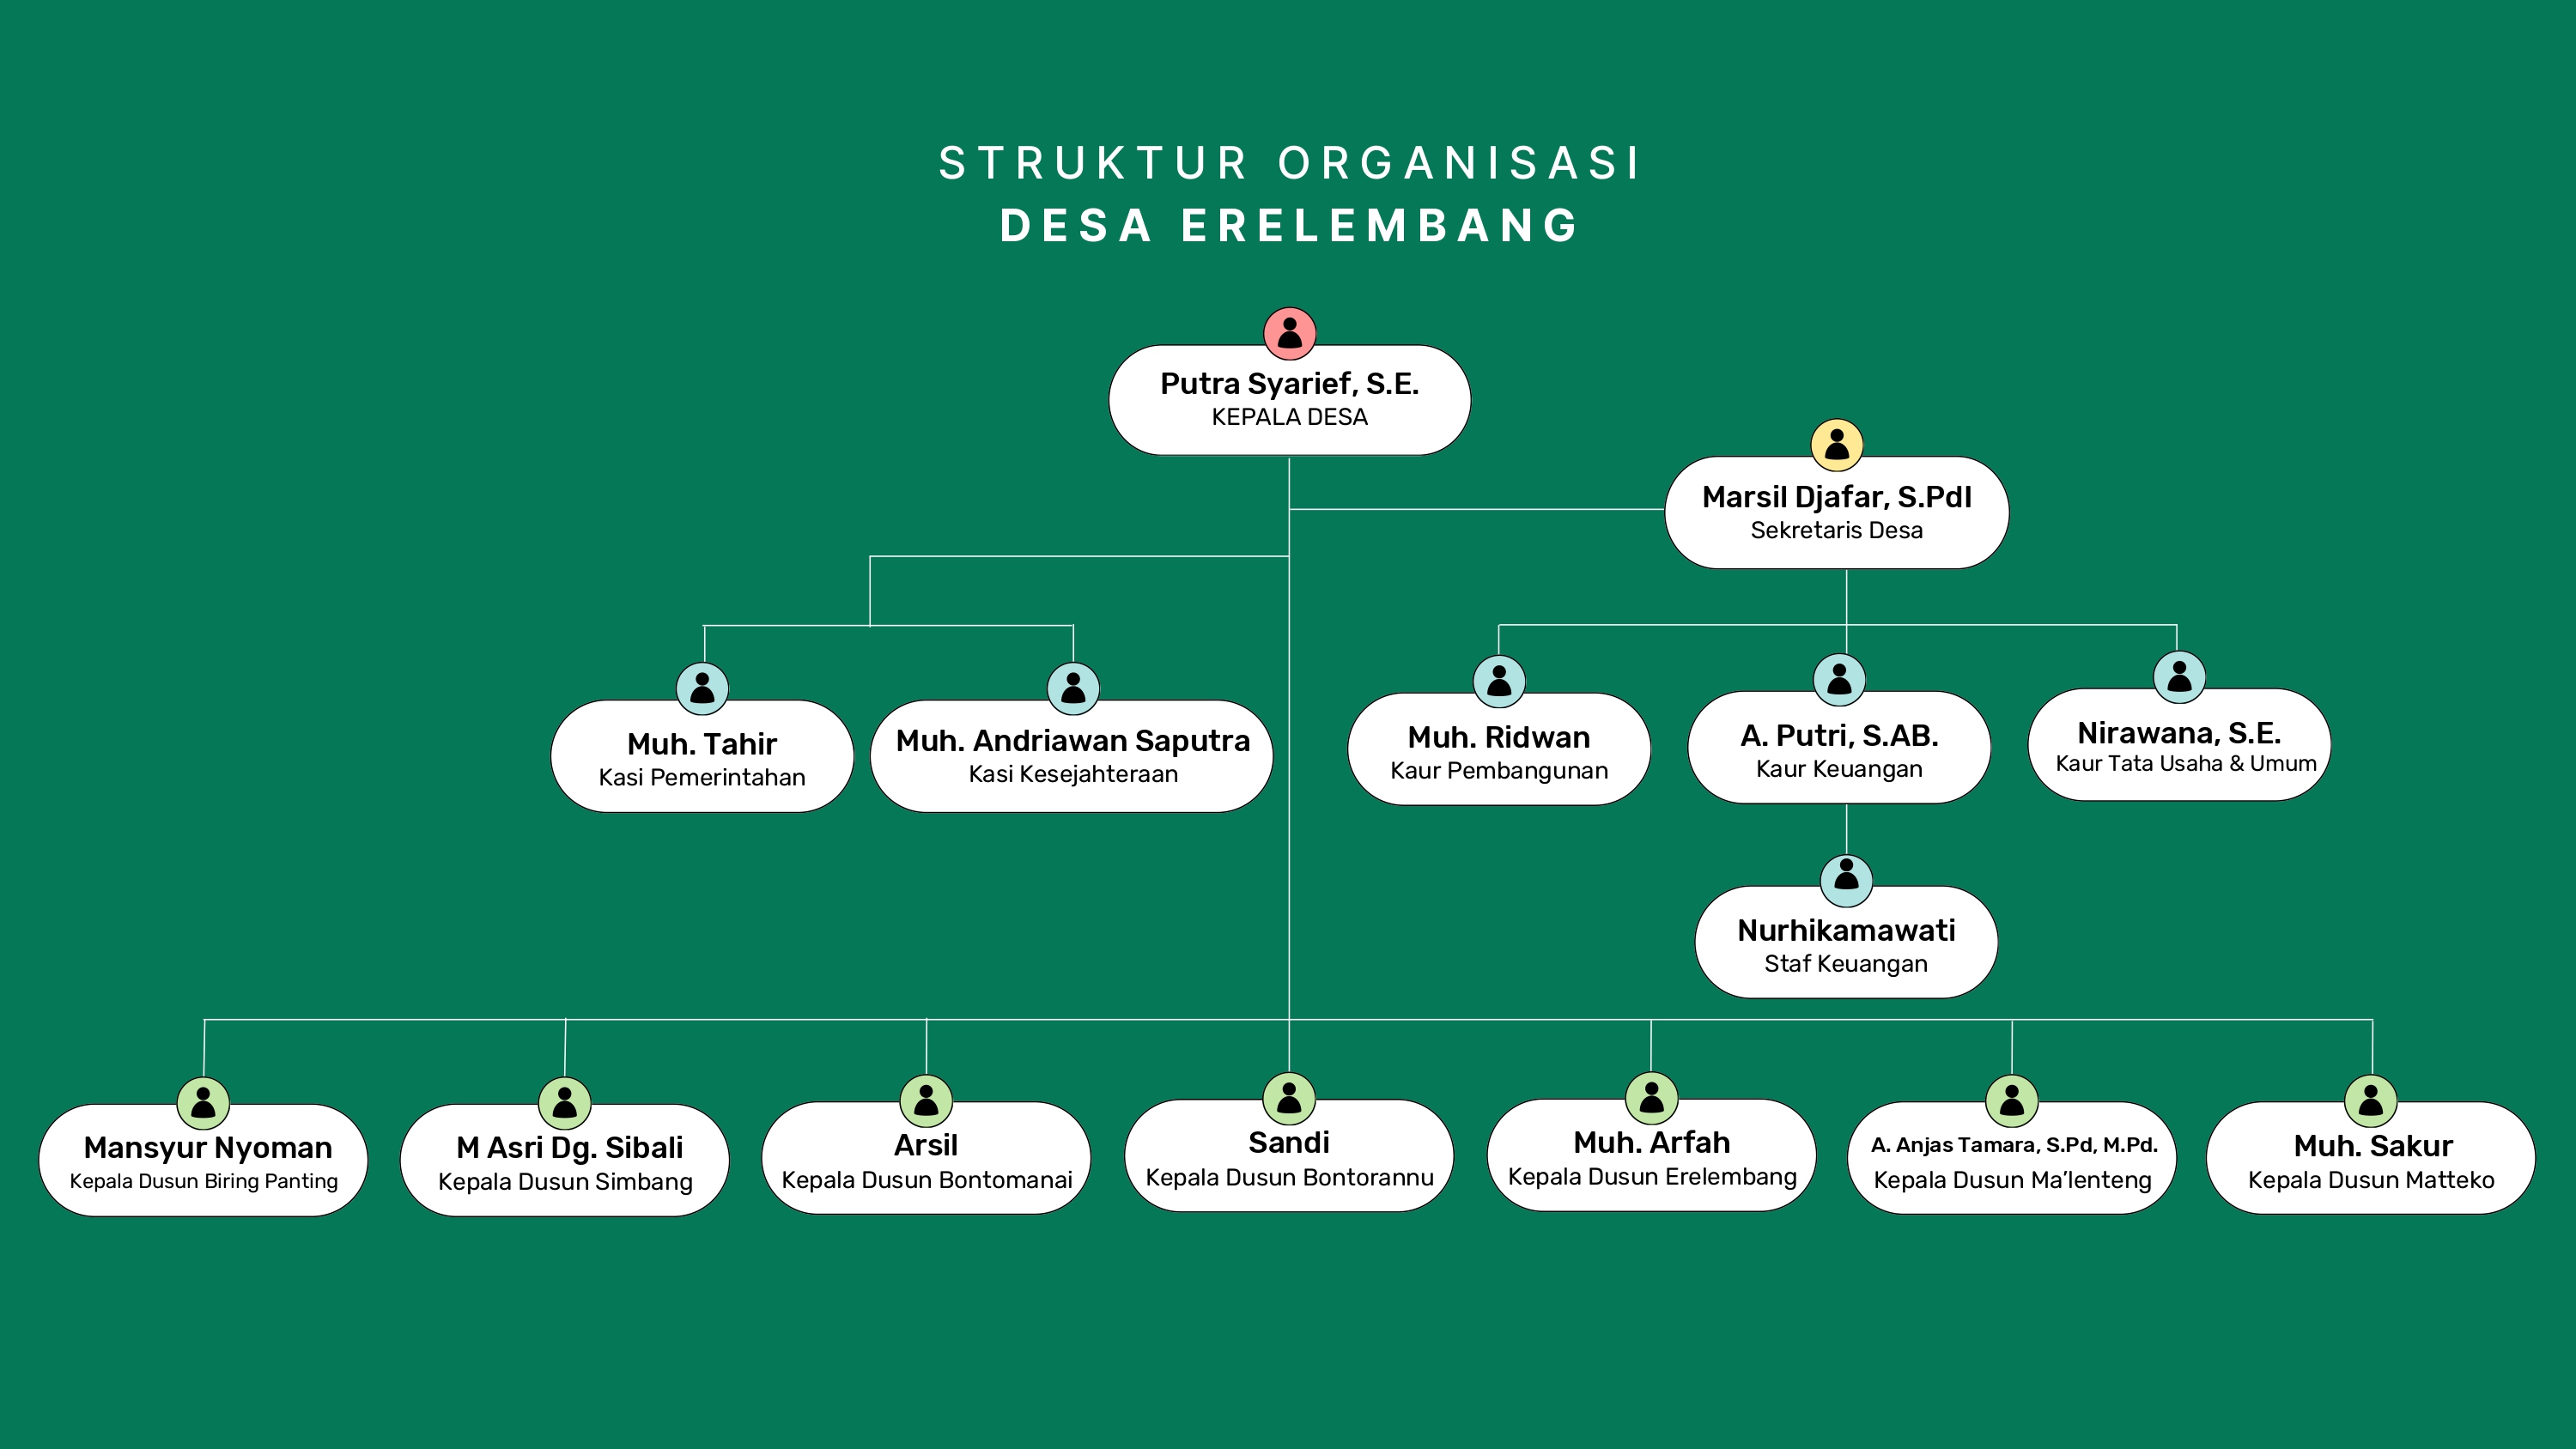 STRUKTUR ORGANISASI
DESA ERELEMBANG
Putra Syarief, S.E.
KEPALA DESA
Marsil Djafar, S.PdI
Sekretaris Desa
Muh. Tahir
Kasi Pemerintahan
Muh. Andriawan Saputra
Kasi Kesejahteraan
Muh. Ridwan
Kaur Pembangunan
A. Putri, S.AB.
Kaur Keuangan
Nirawana, S.E.
Kaur Tata Usaha & Umum
Nurhikamawati
Staf Keuangan
Mansyur Nyoman
Kepala Dusun Biring Panting
M Asri Dg. Sibali
Kepala Dusun Simbang
Arsil
Kepala Dusun Bontomanai
Sandi
Kepala Dusun Bontorannu
Muh. Arfah
Kepala Dusun Erelembang
A. Anjas Tamara, S.Pd, M.Pd.
Kepala Dusun Ma’lenteng
Muh. Sakur
Kepala Dusun Matteko